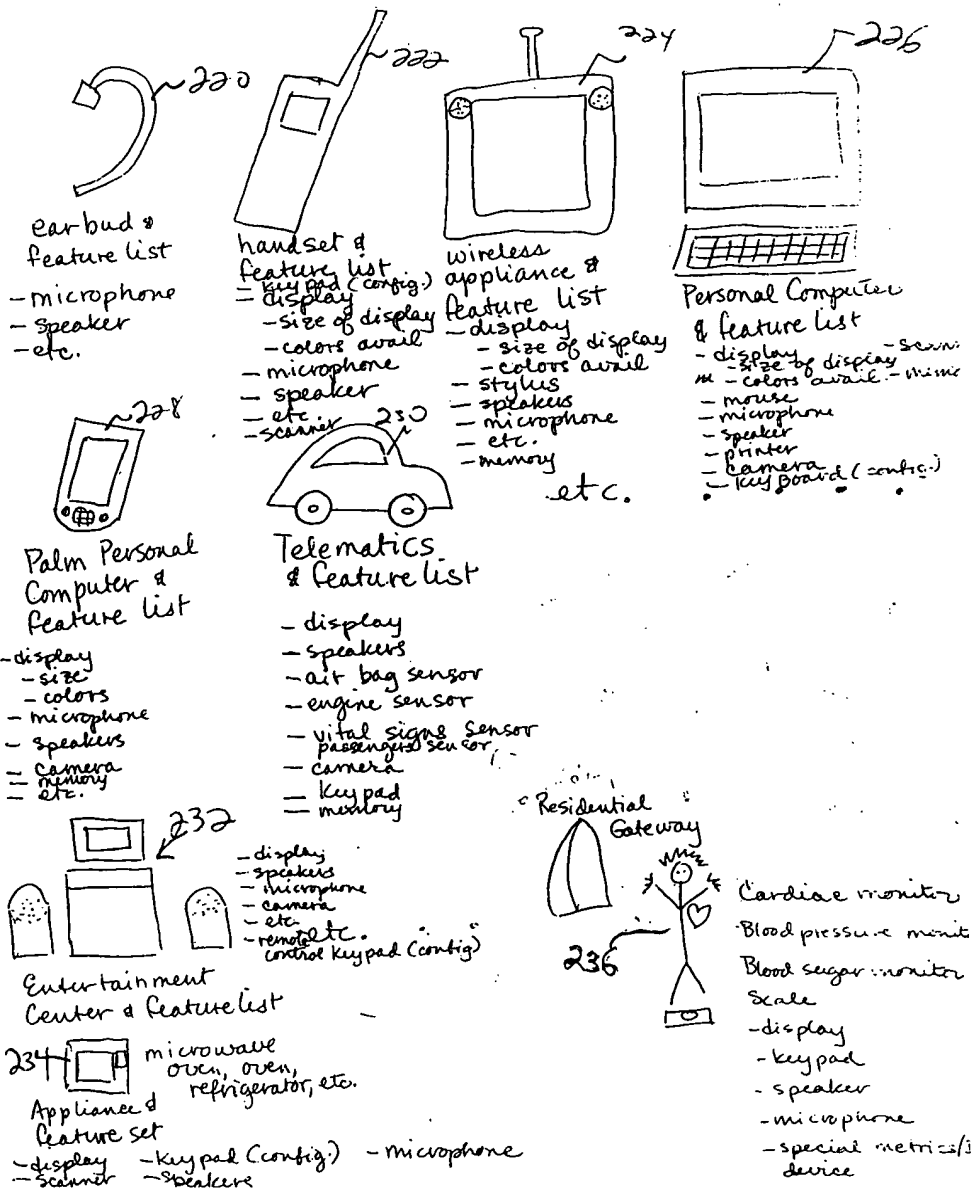 220
ear bud &
feature list
- microphone
- speaker
- etc.
222
handset &
feature list
- keypad (config.)
- display
- size of display
- colors avail
- microphone
- speaker
- etc.
- scanner
224
wireless
appliance &
feature list
- display
- size of display
- colors avail
- stylus
- speakers
- microphone
- etc.
- memory
etc.
226
Personal Computer
& feature list
- display
- size of display
- colors avail.
- mouse
- microphone
- speaker
- printer
- camera
- keyboard (config.)
228
Palm Personal
Computer &
feature list
- display
- size
- colors
- microphone
- speakers
- camera
- memory
- etc.
230
Telematics
& feature list
- display
- speakers
- air bag sensor
- engine sensor
- vital signs sensor
passengers sensor
- camera
- keypad
- memory
232
- display
- speakers
- microphone
- camera
- etc.
- remote etc.
control keypad (config)
Entertainment
Center & feature list
234
microwave
oven, oven,
refrigerator, etc.
Appliance &
feature set
- display - keypad (config.) - microphone
- scanner - speakers
Residential
Gateway
236
Cardiac monitor
Blood pressure monit
Blood sugar monitor
Scale
- display
- keypad
- speaker
- microphone
- special metrics/
device